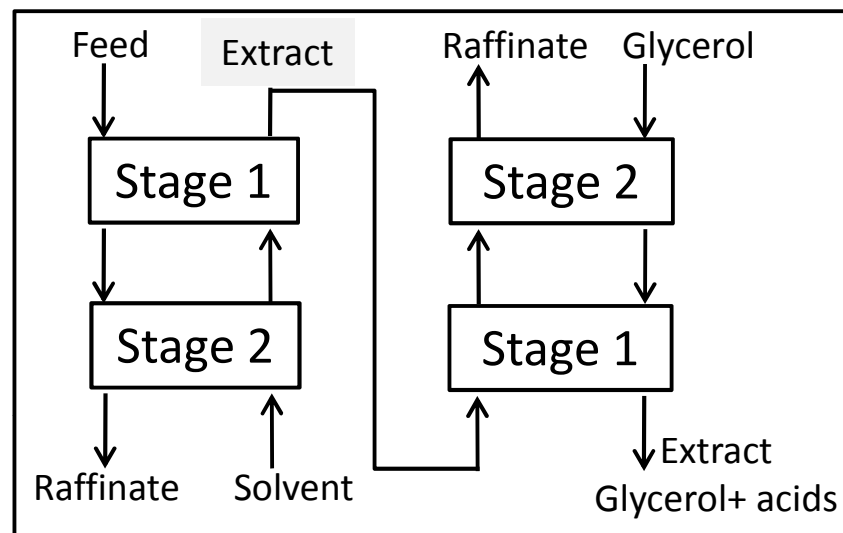 Feed
Extract
Stage 1
Stage 2
Raffinate
Solvent
Raffinate
Glycerol
Stage 2
Stage 1
Extract
Glycerol+ acids